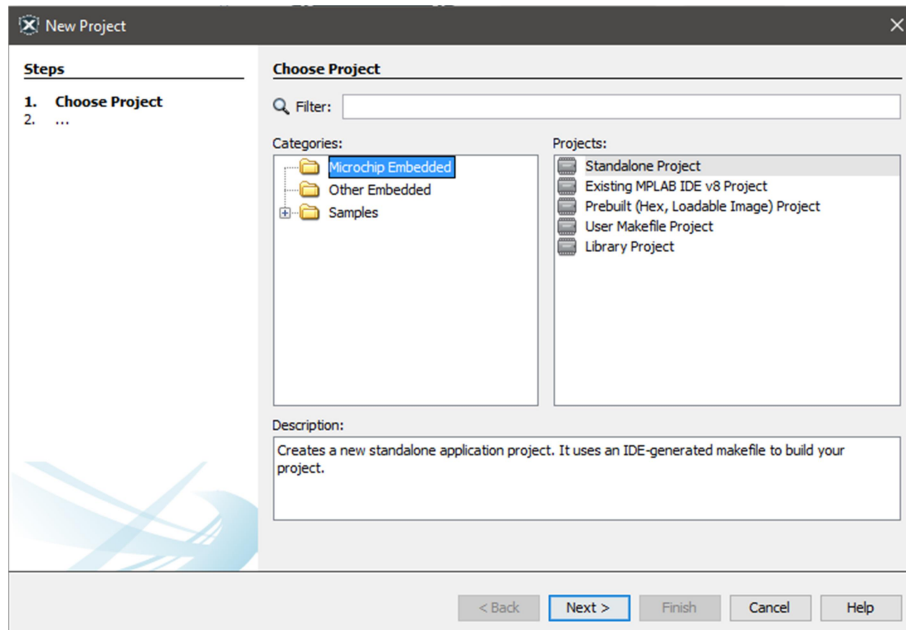 New Project
Steps
1. Choose Project
2. ...
Choose Project
Filter:
Categories:
Microchip Embedded
Other Embedded
Samples
Projects:
Standalone Project
Existing MPLAB IDE v8 Project
Prebuilt (Hex, Loadable Image) Project
User Makefile Project
Library Project
Description:
Creates a new standalone application project. It uses an IDE-generated makefile to build your
project.
< Back Next > Finish Cancel Help